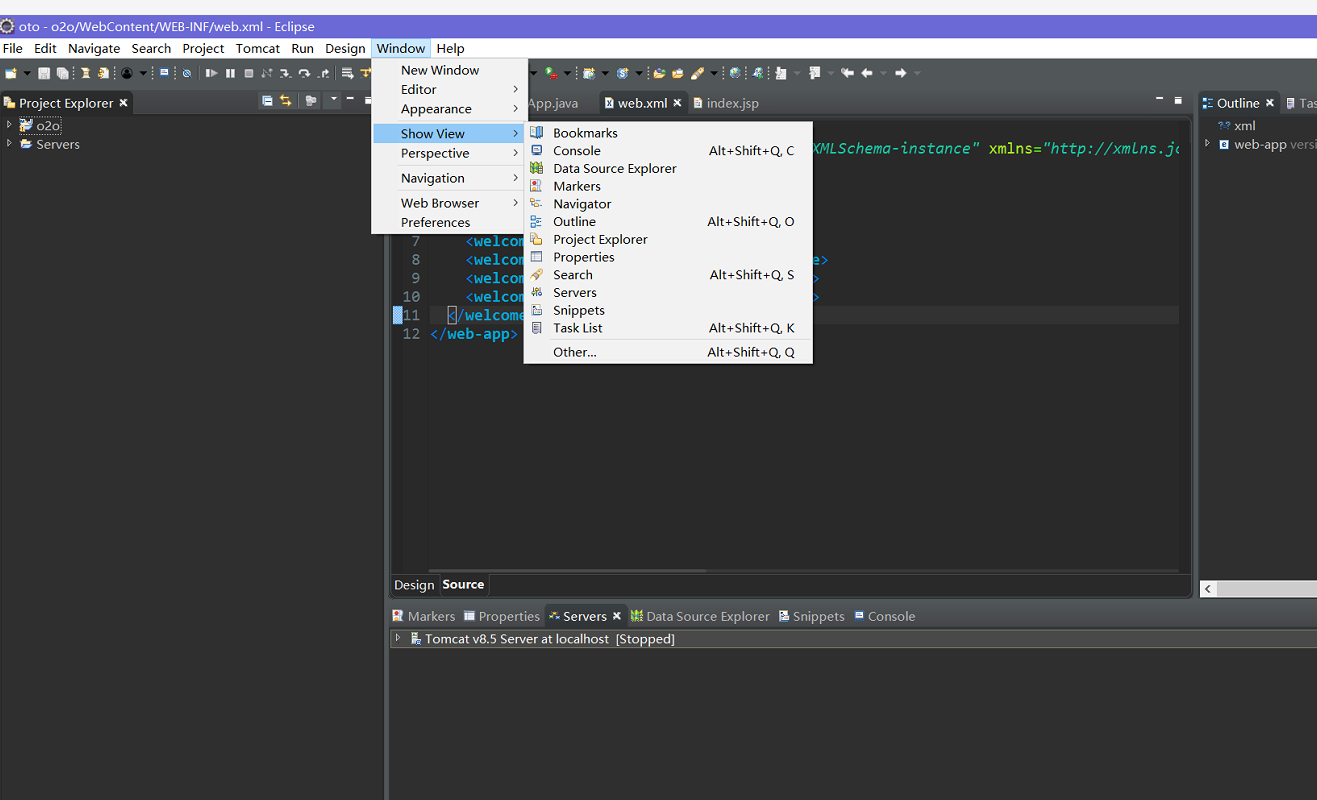 oto - o2o/WebContent/WEB-INF/web.xml - Eclipse
File Edit Navigate Search Project Tomcat Run Design Window Help
New Window
Editor
Appearance
Show View
Perspective
Navigation
Web Browser
Preferences
Bookmarks
Console Alt+Shift+Q, C
Data Source Explorer
Markers
Navigator
Outline Alt+Shift+Q, O
Project Explorer
Properties
Search Alt+Shift+Q, S
Servers
Snippets
Task List Alt+Shift+Q, K
Other... Alt+Shift+Q, Q
Project Explorer
o2o
Servers
App.java web.xml index.jsp
XMLSchema-instance" xmlns="http://xmlns.jc
7 <welcom
8 <welcom e>
9 <welcom >
10 <welcom >
11 </welcome
12 </web-app>
Design Source
Outline Tas
?-? xml
web-app versi
Markers Properties Servers Data Source Explorer Snippets Console
Tomcat v8.5 Server at localhost [Stopped]